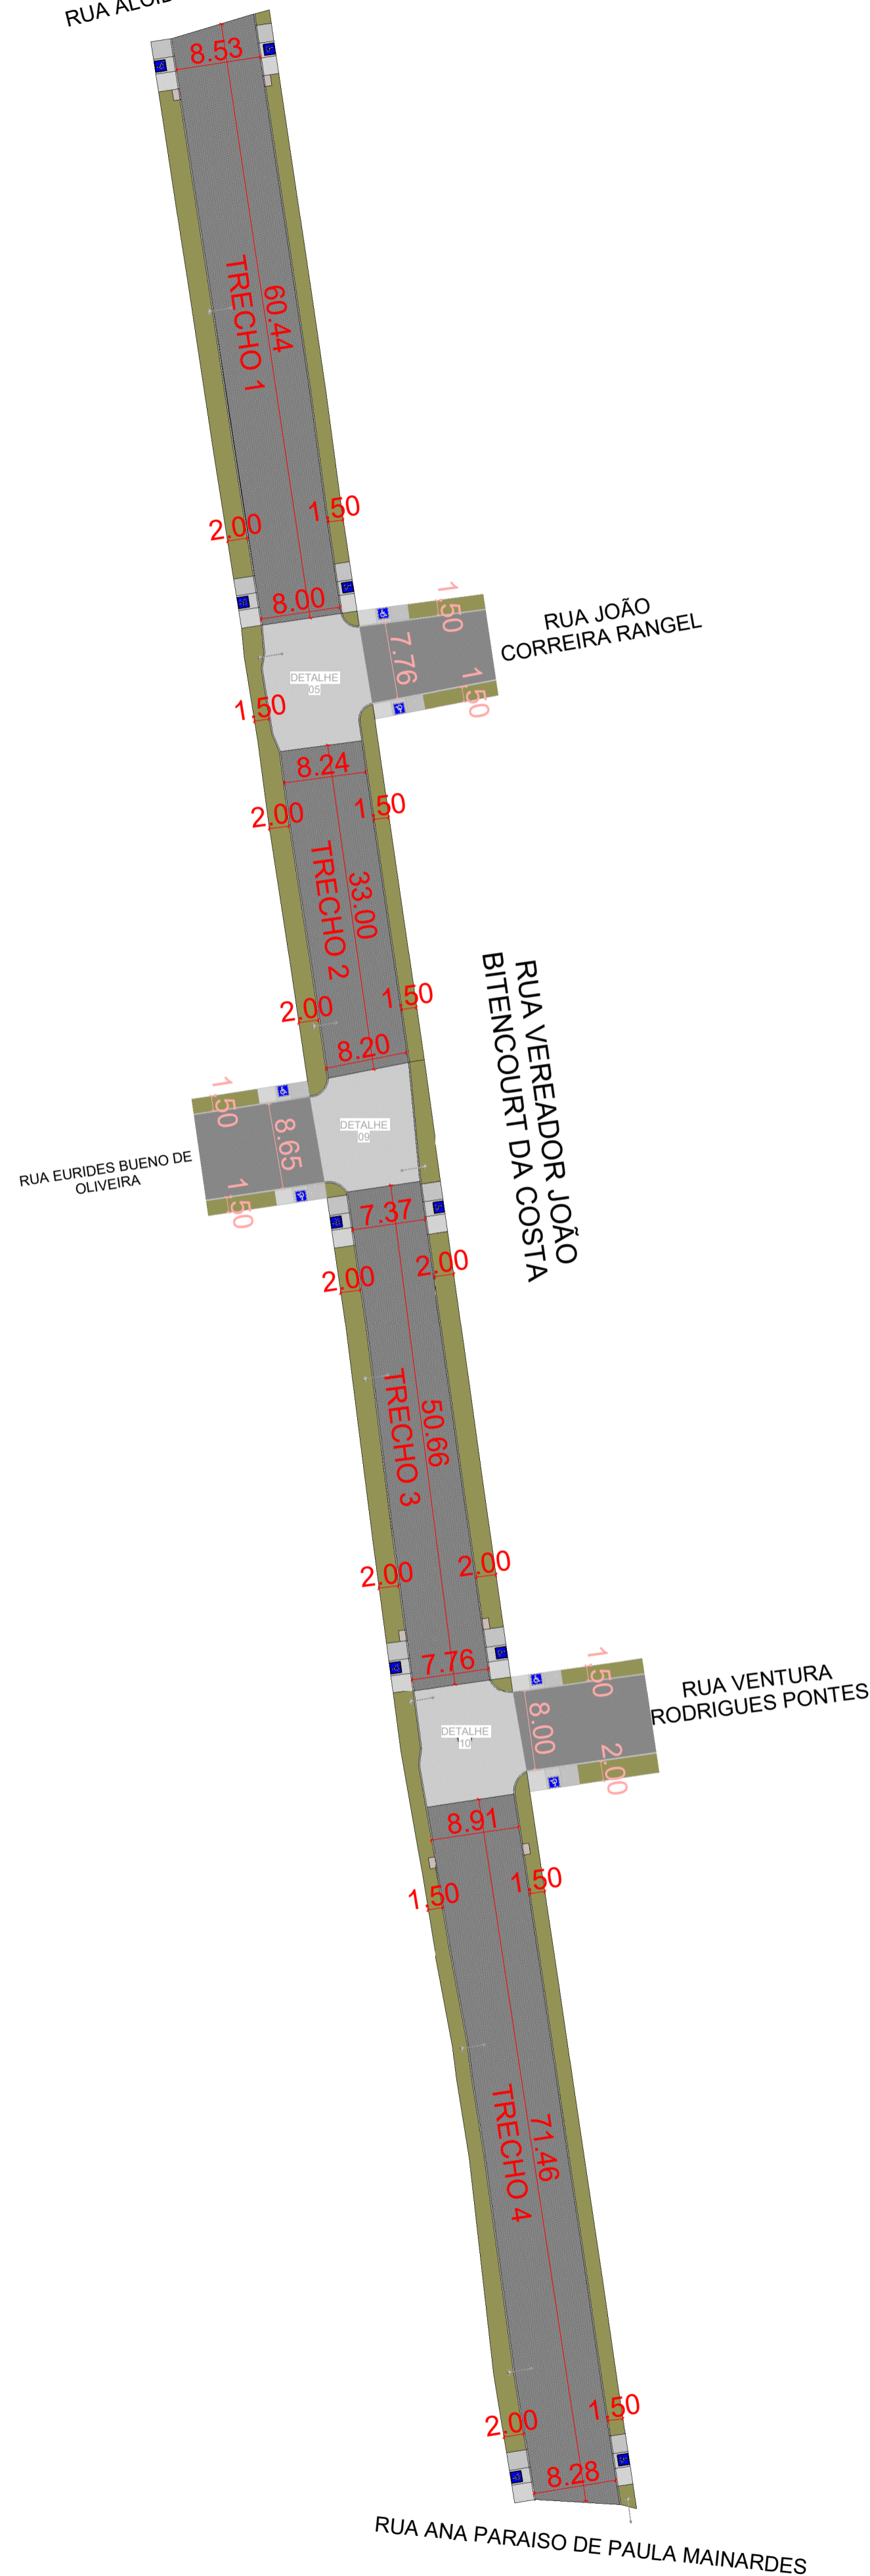 RUA
8.53
60.44
TRECHO 1
2.00
1.50
8.00
1.50
RUA JOÃO
CORREIRA RANGEL
7.76
DETALHE
05
1.50
1.50
8.24
2.00
1.50
33.00
TRECHO 2
RUA VEREADOR JOÃO
BITENCOURT DA COSTA
2.00
1.50
8.20
1.50
DETALHE
09
8.65
RUA EURIDES BUENO DE
OLIVEIRA
1.50
7.37
2.00
2.00
50.66
TRECHO 3
2.00
2.00
7.76
1.50
RUA VENTURA
RODRIGUES PONTES
8.00
DETALHE
10
2.00
8.91
1.50
1.50
71.46
TRECHO 4
2.00
1.50
8.28
RUA ANA PARAISO DE PAULA MAINARDES